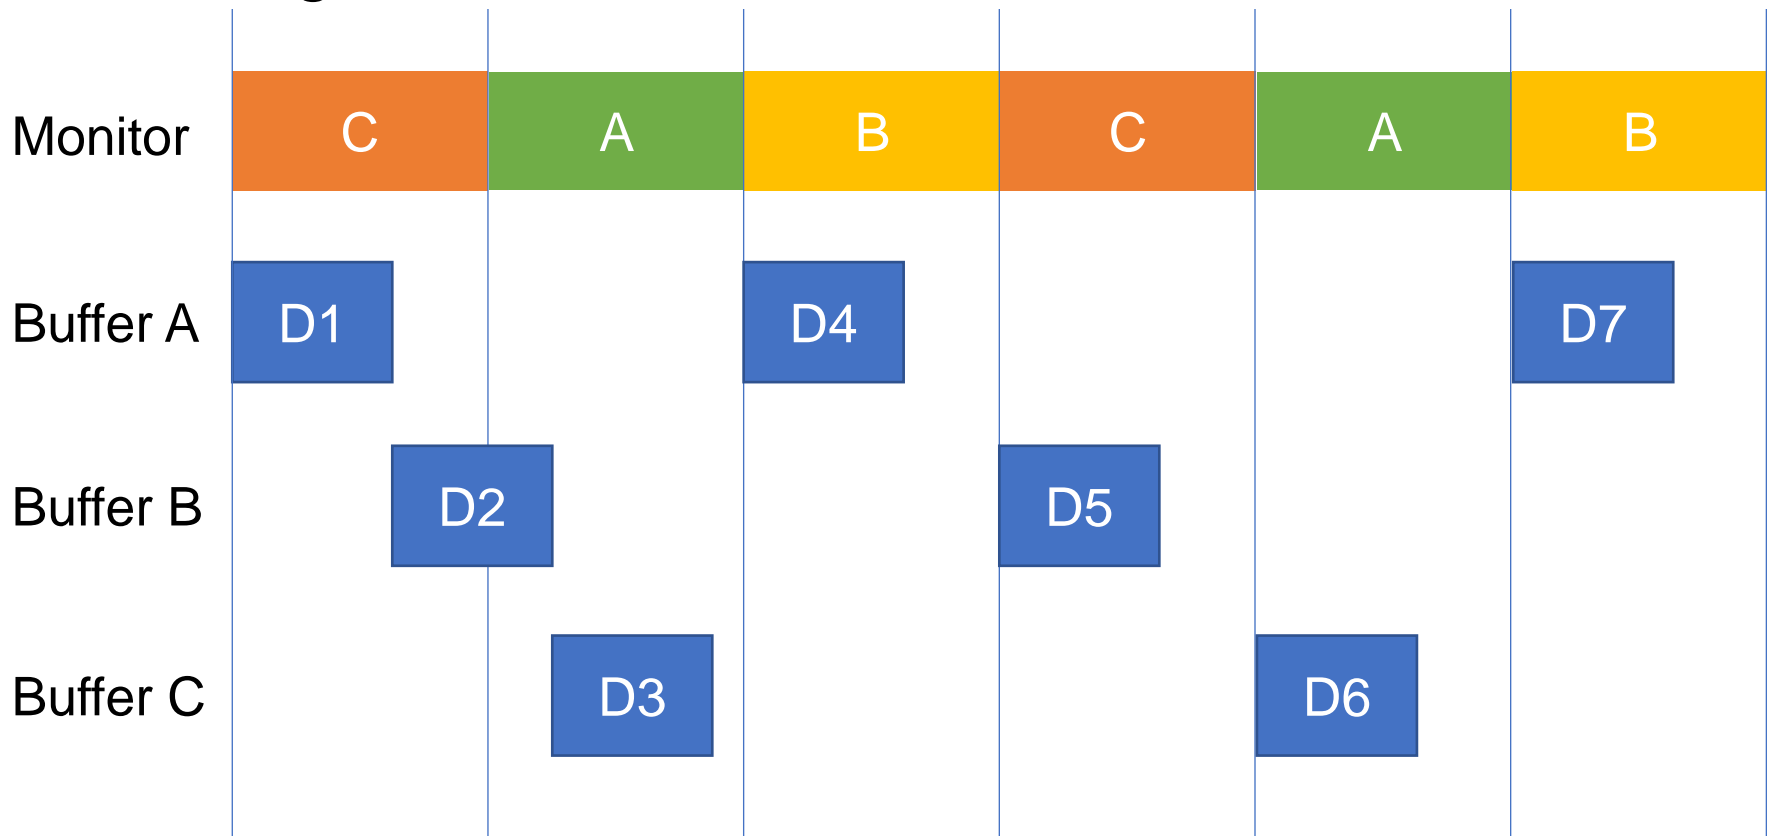 Monitor C A B C A B
Buffer A D1 D4 D7
Buffer B D2 D5
Buffer C D3 D6